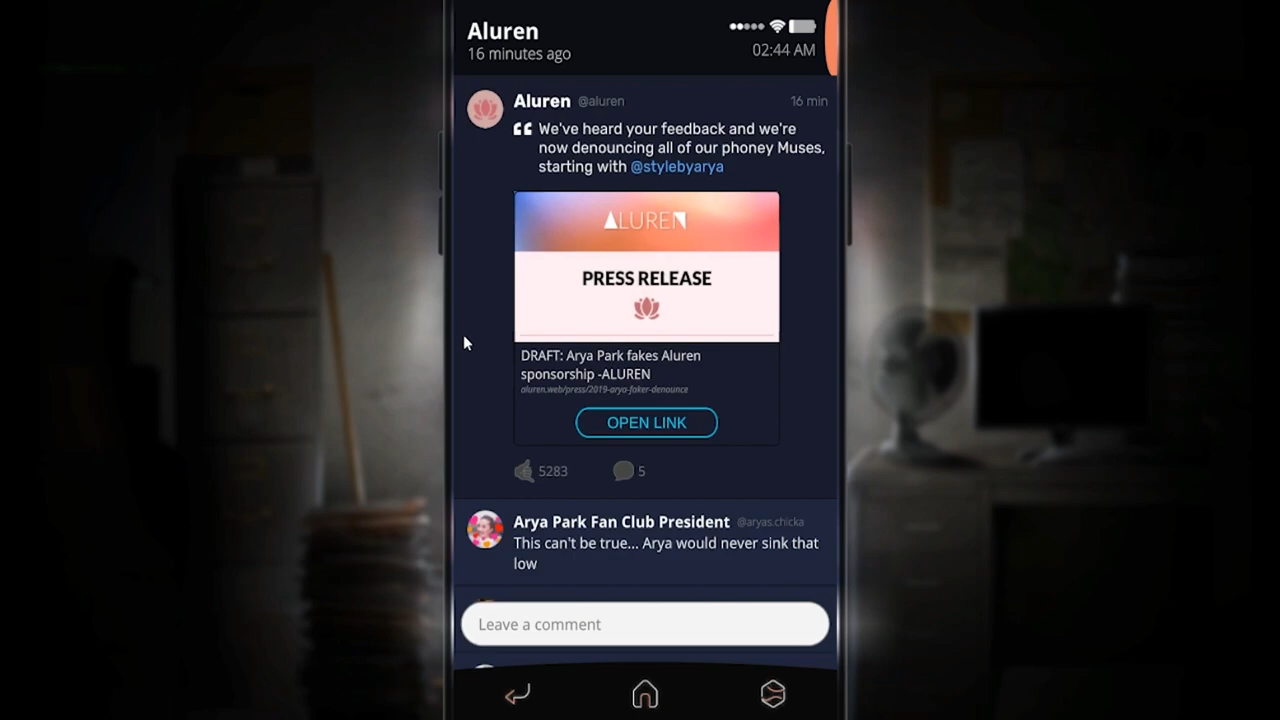 Aluren
16 minutes ago
02:44 AM
Aluren @aluren 16 min
We've heard your feedback and we're
now denouncing all of our phoney Muses,
starting with @stylebyarya
ALUREN
PRESS RELEASE
DRAFT: Arya Park fakes Aluren
sponsorship -ALUREN
aluren.web/press/2019-arya-faker-denounce
OPEN LINK
5283 5
Arya Park Fan Club President @aryas.chicka
This can't be true... Arya would never sink that
low
Leave a comment